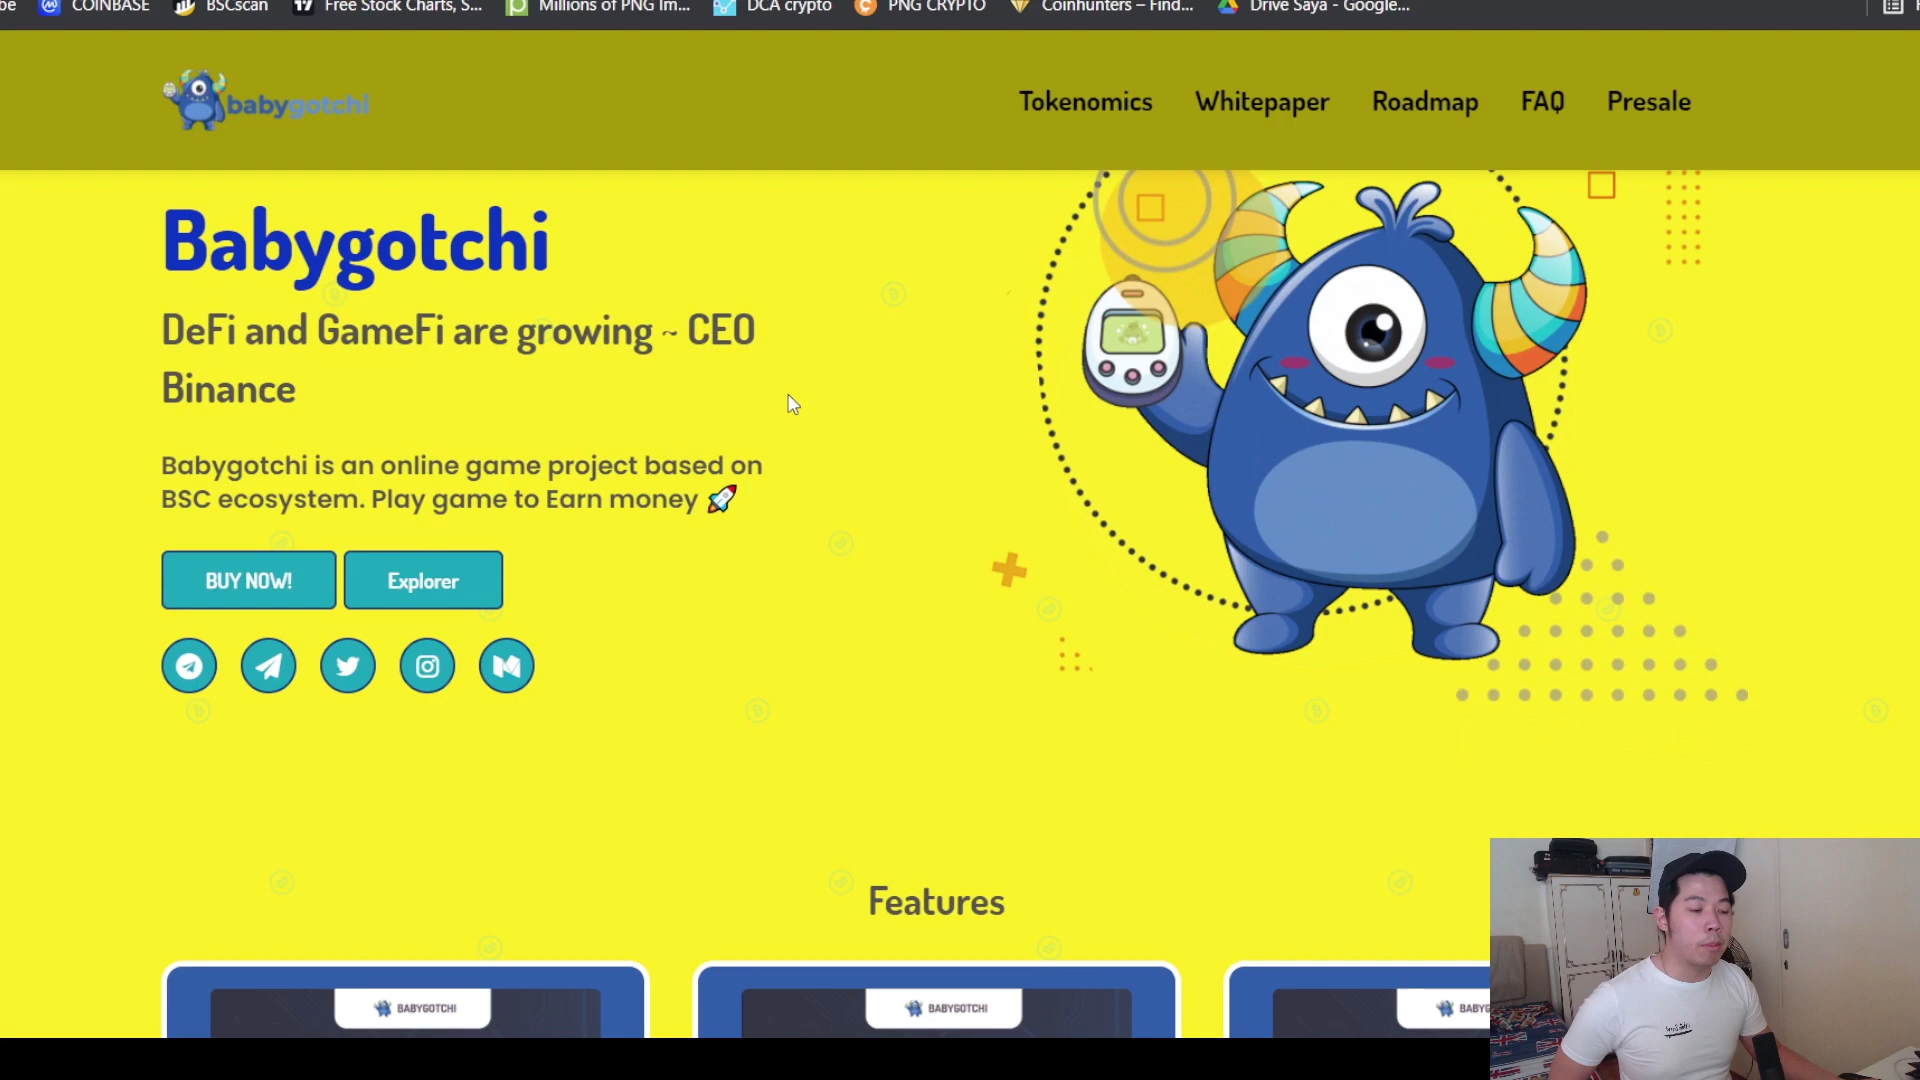 be COINBASE BSCscan Free Stock Charts, S... Millions of PNG Im... DCA crypto PNG CRYPTO Coinhunters – Find... Drive Saya - Google...
babygotchi
Tokenomics Whitepaper Roadmap FAQ Presale
Babygotchi
DeFi and GameFi are growing ~ CEO
Binance
Babygotchi is an online game project based on
BSC ecosystem. Play game to Earn money 🚀
BUY NOW! Explorer
Features
BABYGOTCHI BABYGOTCHI BABYG